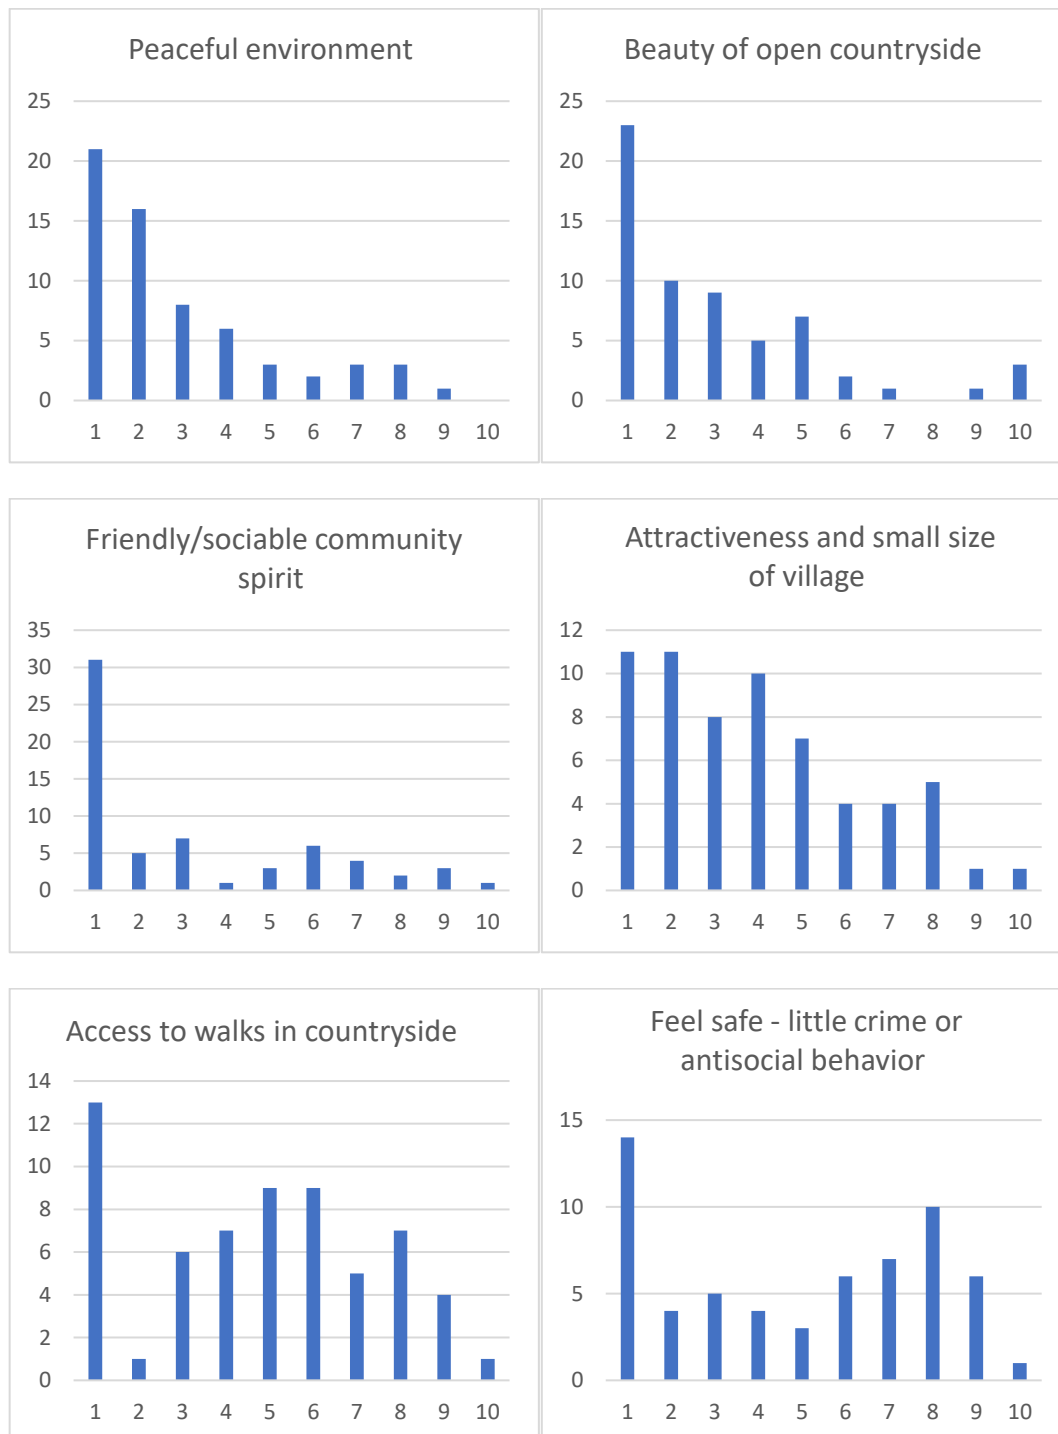 Peaceful environment
25
20
15
10
5
0
1 2 3 4 5 6 7 8 9 10
Beauty of open countryside
25
20
15
10
5
0
1 2 3 4 5 6 7 8 9 10
Friendly/sociable community
spirit
35
30
25
20
15
10
5
0
1 2 3 4 5 6 7 8 9 10
Attractiveness and small size
of village
12
10
8
6
4
2
0
1 2 3 4 5 6 7 8 9 10
Access to walks in countryside
14
12
10
8
6
4
2
0
1 2 3 4 5 6 7 8 9 10
Feel safe - little crime or
antisocial behavior
15
10
5
0
1 2 3 4 5 6 7 8 9 10